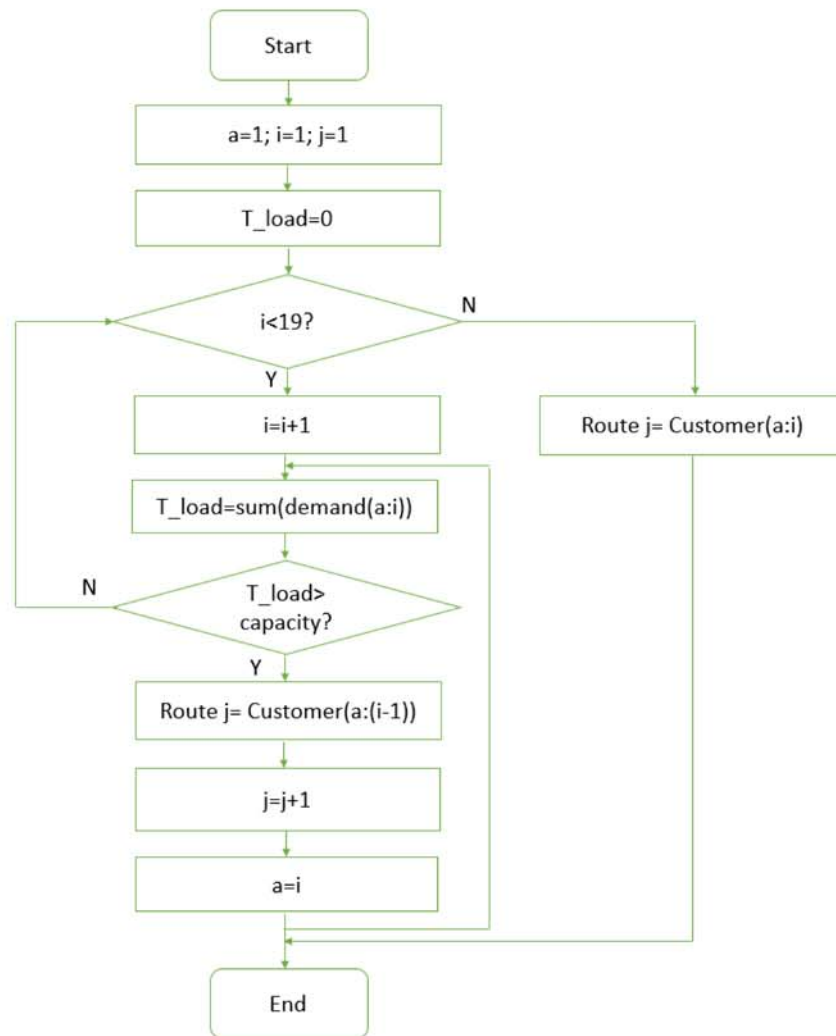 Start
a=1; i=1; j=1
T_load=0
i<19?
N
Y
i=i+1
Route j= Customer(a:i)
T_load=sum(demand(a:i))
N
T_load>
capacity?
Y
Route j= Customer(a:(i-1))
j=j+1
a=i
End